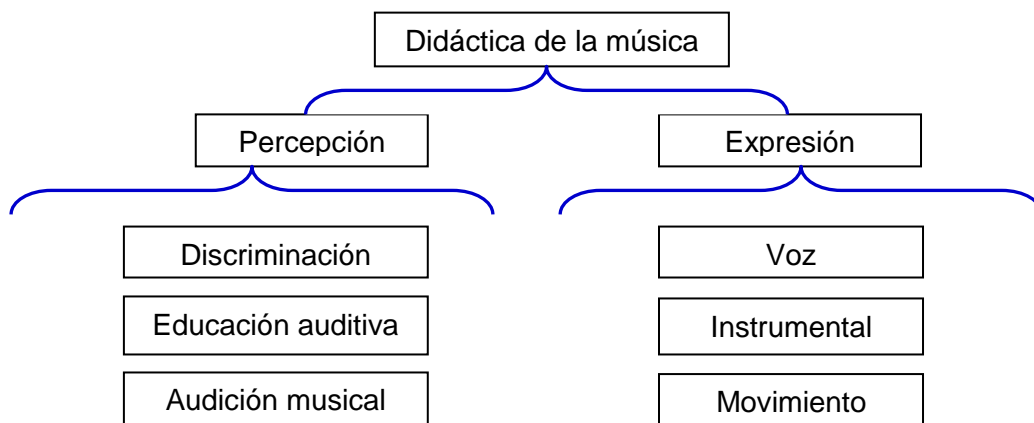 Didáctica de la música
Percepción
Expresión
Discriminación
Educación auditiva
Audición musical
Voz
Instrumental
Movimiento